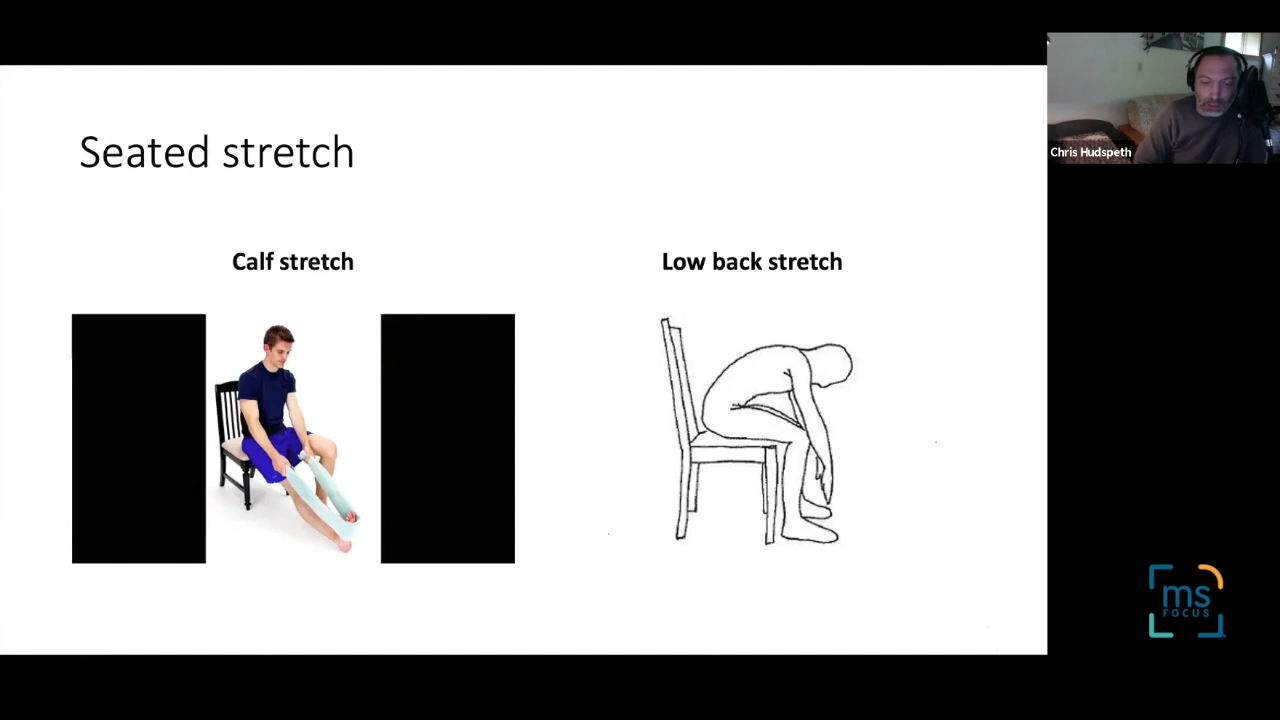 Seated stretch
Calf stretch
Low back stretch
Chris Hudspeth
ms
FOCUS